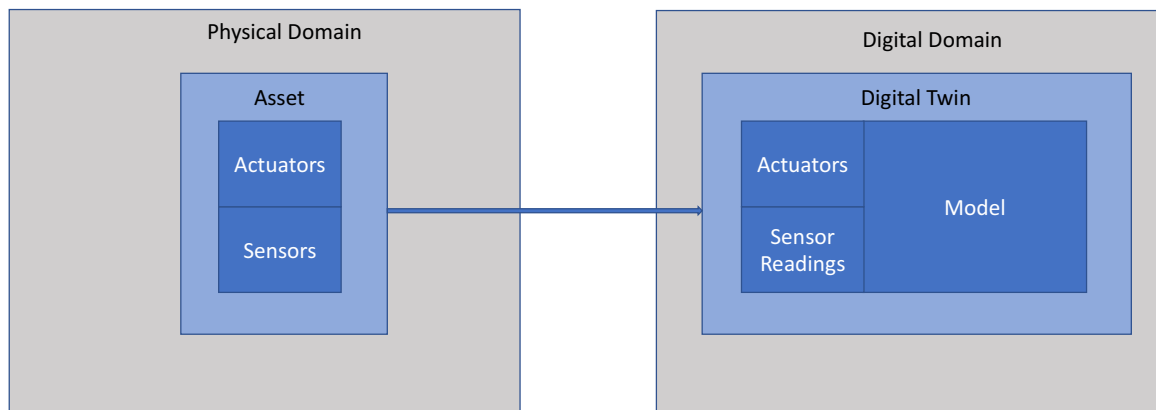 Physical Domain
Asset
Actuators
Sensors
Digital Domain
Digital Twin
Actuators
Sensor
Readings
Model